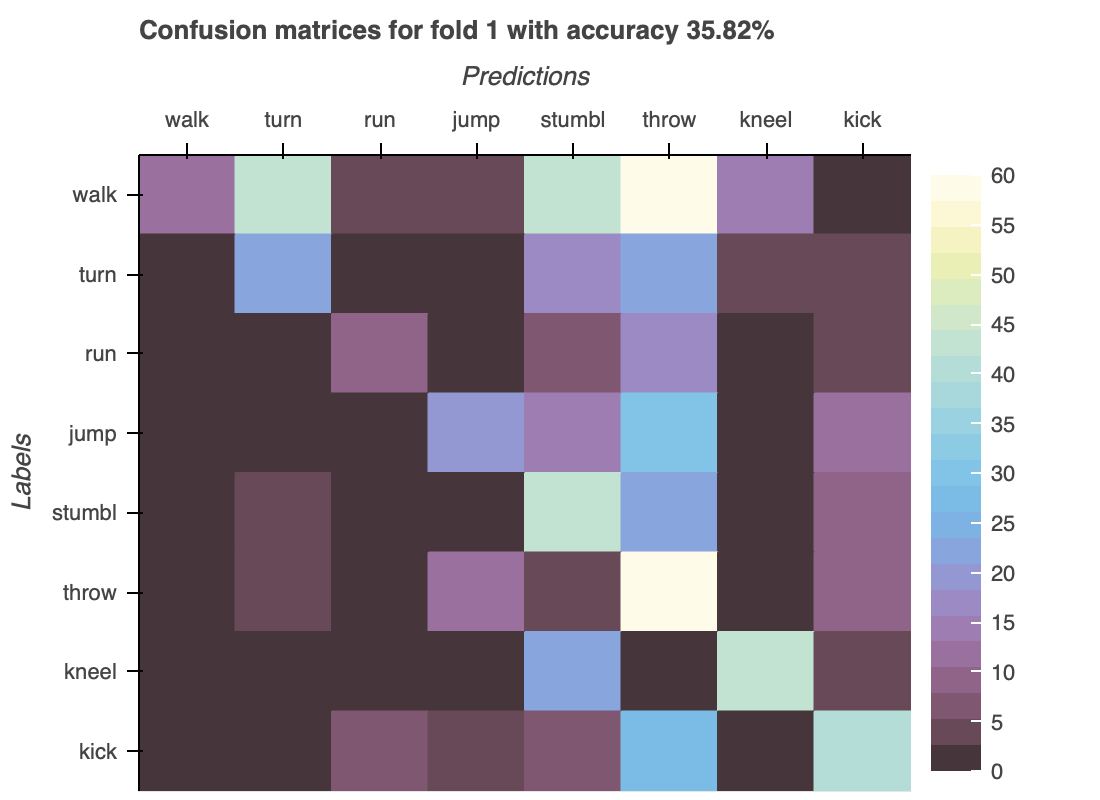 Confusion matrices for fold 1 with accuracy 35.82%
Predictions
walk turn run jump stumbl throw kneel kick
walk
turn
run
jump
stumbl
throw
kneel
kick
Labels
60
55
50
45
40
35
30
25
20
15
10
5
0